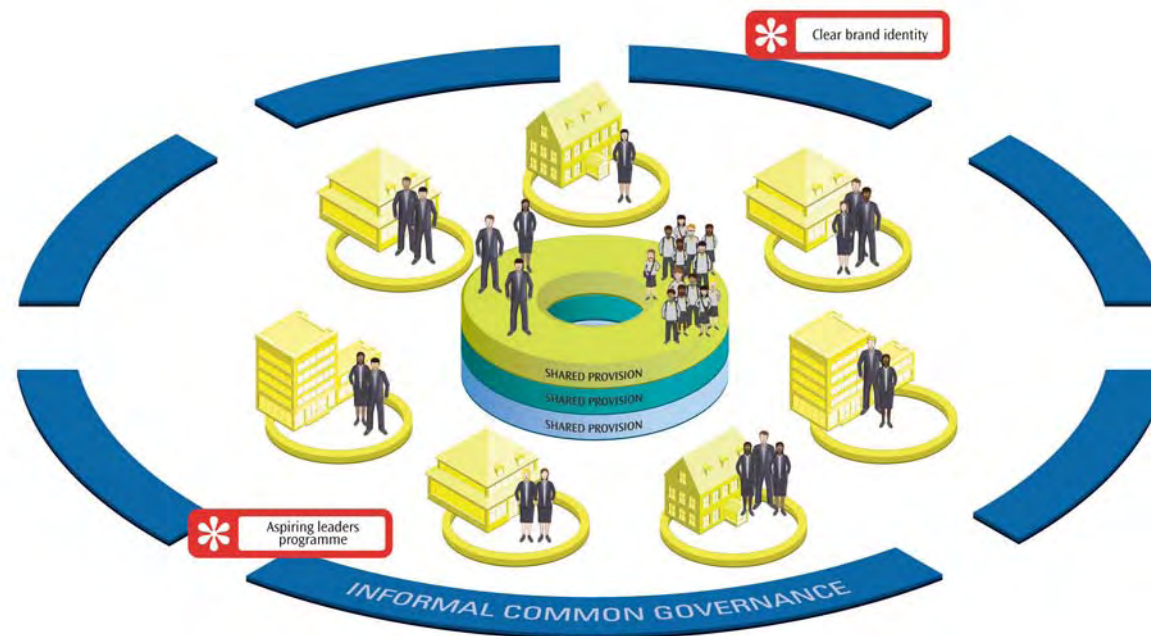 Clear brand identity
SHARED PROVISION
SHARED PROVISION
SHARED PROVISION
Aspiring leaders
programme
INFORMAL COMMON GOVERNANCE